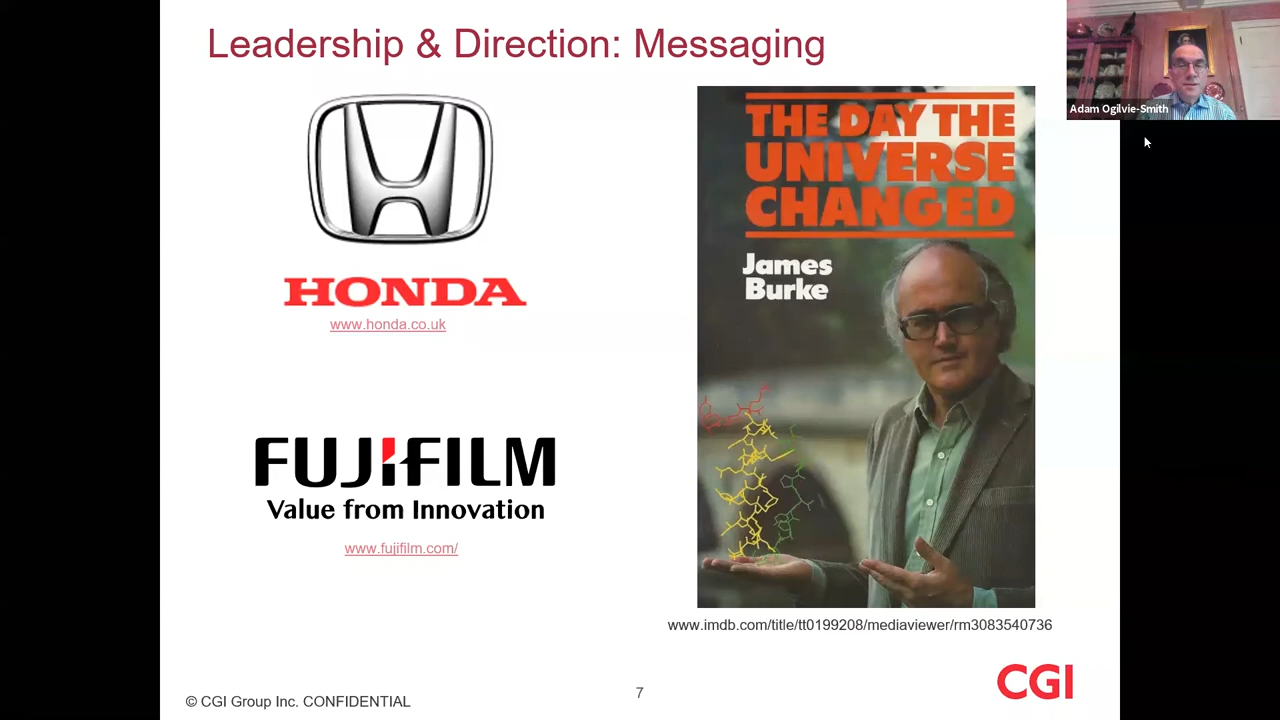 Leadership & Direction: Messaging
Adam Ogilvie-Smith
HONDA
www.honda.co.uk
THE DAY THE
UNIVERSE
CHANGED
James
Burke
FUJIFILM
Value from Innovation
www.fujifilm.com/
www.imdb.com/title/tt0199208/mediaviewer/rm3083540736
© CGI Group Inc. CONFIDENTIAL
7
CGI